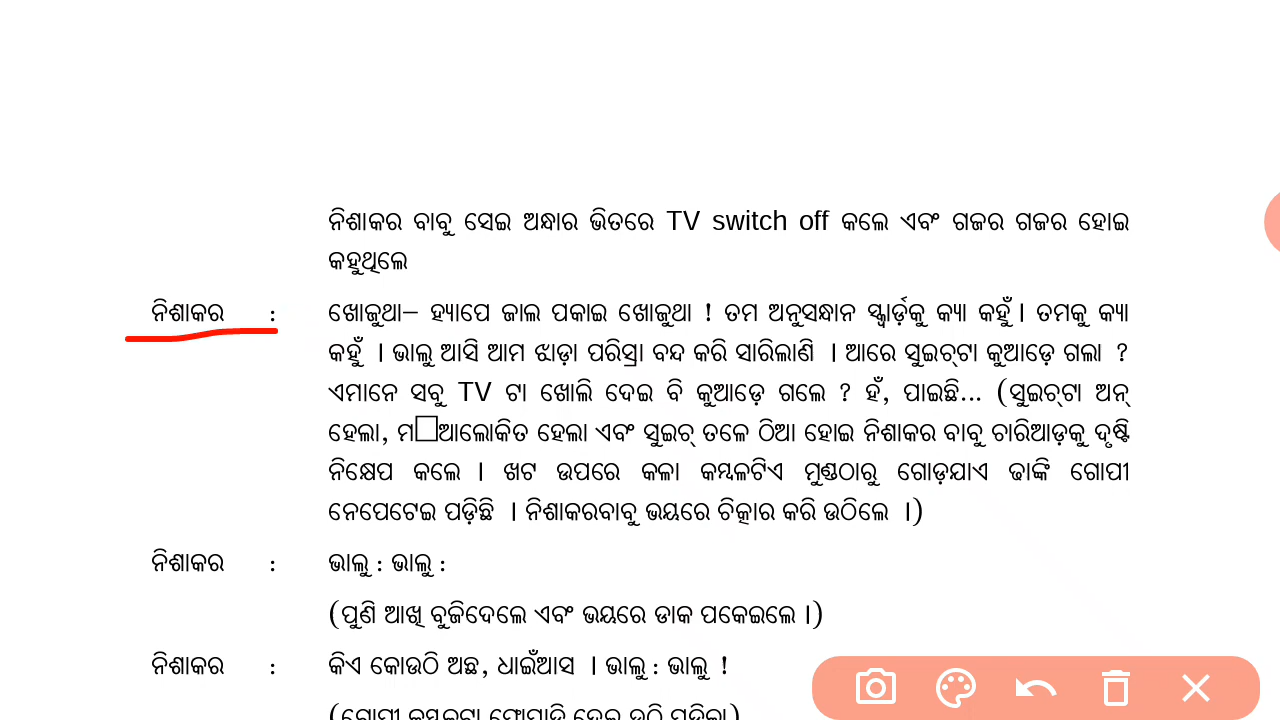 ନିଶାକର ବାବୁ ସେଇ ଅନ୍ଧାର ଭିତରେ TV switch off କଲେ ଏବଂ ଗଜର ଗଜର ହୋଇ
କହୁଥିଲେ
ନିଶାକର : ଖୋଜୁଥା– ହ୍ୟାପେ ଜାଲ ପକାଇ ଖୋଜୁଥା ! ତମ ଅନୁସନ୍ଧାନ ସ୍କ୍ୱାର୍ଡ଼କୁ କ୍ୟା କହୁଁ । ତମକୁ କ୍ୟା
କହୁଁ । ଭାଲୁ ଆସି ଆମ ଝାଡ଼ା ପରିସ୍ରା ବନ୍ଦ କରି ସାରିଲାଣି । ଆରେ ସୁଇଚ୍‌ଟା କୁଆଡ଼େ ଗଲା ?
ଏମାନେ ସବୁ TV ଟା ଖୋଲି ଦେଇ ବି କୁଆଡ଼େ ଗଲେ ? ହଁ, ପାଇଛି... (ସୁଇଚ୍‌ଟା ଅନ୍
ହେଲା, ମ□ଆଲୋକିତ ହେଲା ଏବଂ ସୁଇଚ୍ ତଳେ ଠିଆ ହୋଇ ନିଶାକର ବାବୁ ଚାରିଆଡ଼କୁ ଦୃଷ୍ଟି
ନିକ୍ଷେପ କଲେ । ଖଟ ଉପରେ କଳା କମ୍ୱଳଟିଏ ମୁଣ୍ଡଠାରୁ ଗୋଡ଼ଯାଏ ଢାଙ୍କି ଗୋପୀ
ନେପେଟେଇ ପଡ଼ିଛି । ନିଶାକରବାବୁ ଭୟରେ ଚିତ୍କାର କରି ଉଠିଲେ ।)
ନିଶାକର : ଭାଲୁ : ଭାଲୁ :
(ପୁଣି ଆଖି ବୁଜିଦେଲେ ଏବଂ ଭୟରେ ଡାକ ପକେଇଲେ ।)
ନିଶାକର : କିଏ କୋଉଠି ଅଛ, ଧାଇଁଆସ । ଭାଲୁ : ଭାଲୁ !